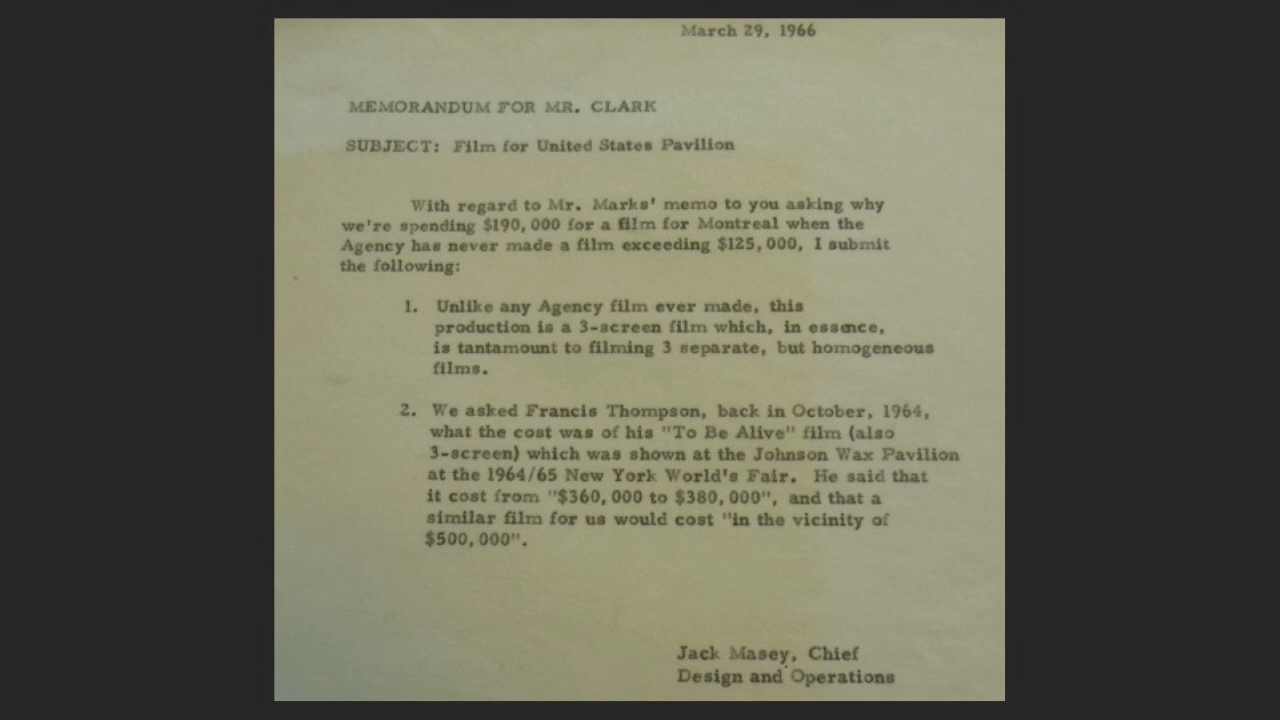 March 29, 1966
MEMORANDUM FOR MR. CLARK
SUBJECT: Film for United States Pavilion
With regard to Mr. Marks' memo to you asking why
we're spending $190,000 for a film for Montreal when the
Agency has never made a film exceeding $125,000, I submit
the following:
1. Unlike any Agency film ever made, this
production is a 3-screen film which, in essence,
is tantamount to filming 3 separate, but homogeneous
films.
2. We asked Francis Thompson, back in October, 1964,
what the cost was of his "To Be Alive" film (also
3-screen) which was shown at the Johnson Wax Pavilion
at the 1964/65 New York World's Fair. He said that
it cost from "$360,000 to $380,000", and that a
similar film for us would cost "in the vicinity of
$500,000".
Jack Masey, Chief
Design and Operations